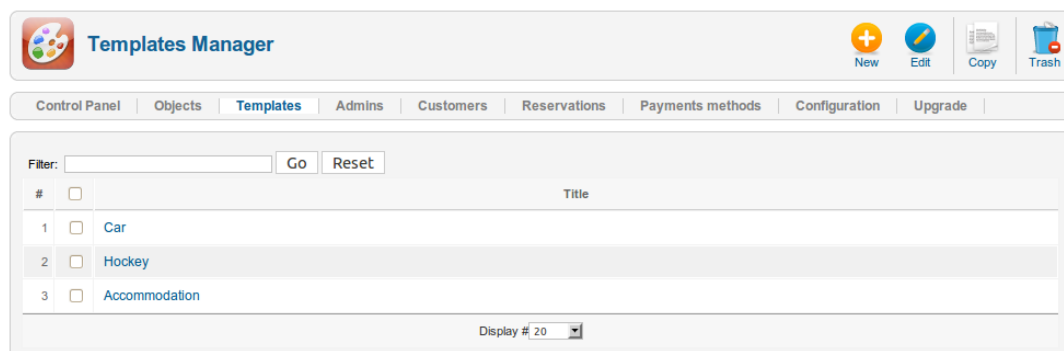 Templates Manager
New Edit Copy Trash
Control Panel Objects Templates Admins Customers Reservations Payments methods Configuration Upgrade
Filter: Go Reset
# Title
1 Car
2 Hockey
3 Accommodation
Display # 20